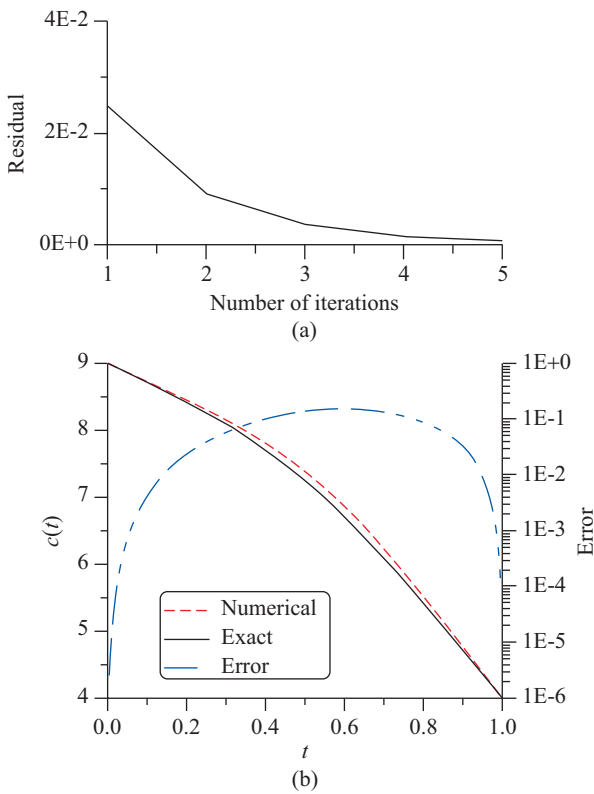 4E-2
2E-2
0E+0
Residual
1 2 3 4 5
Number of iterations
(a)
9
8
7
6
5
4
c(t)
1E+0
1E-1
1E-2
1E-3
1E-4
1E-5
1E-6
Error
Numerical
Exact
Error
0.0 0.2 0.4 0.6 0.8 1.0
t
(b)